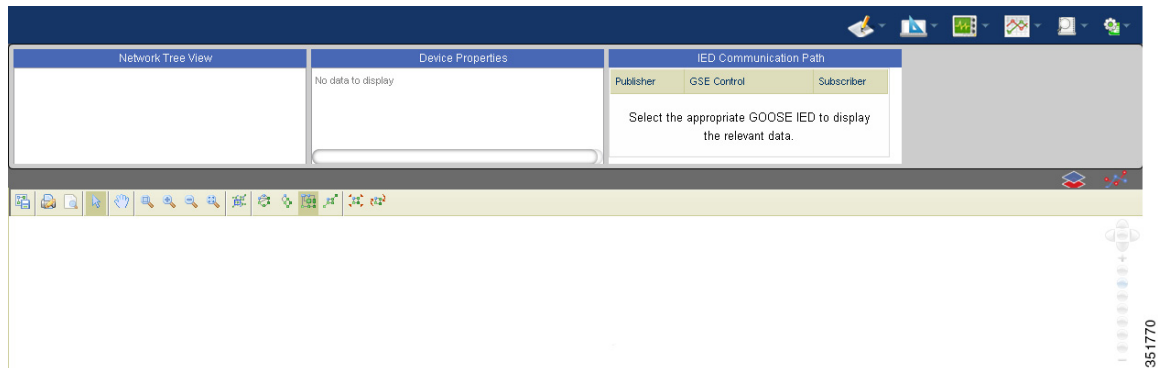 Network Tree View
Device Properties
IED Communication Path
No data to display
Publisher GSE Control Subscriber
Select the appropriate GOOSE IED to display
the relevant data.
351770